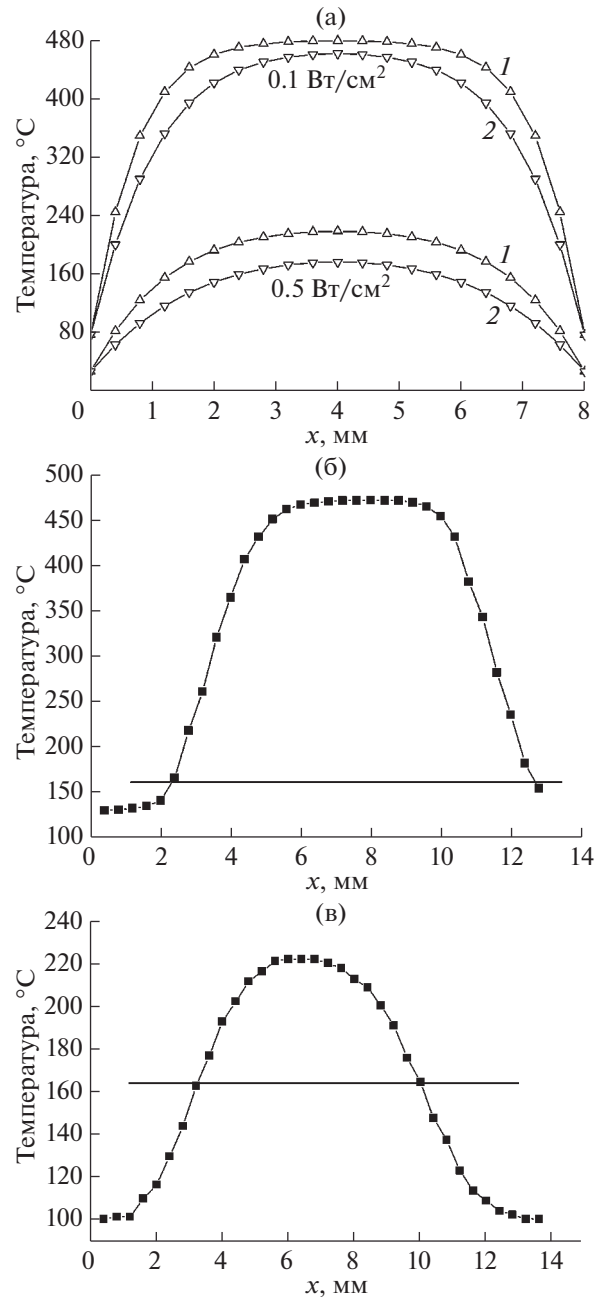 (а)
480
400
320
240
160
80
Температура, °C
1
0.1 Вт/см²
2
1
0.5 Вт/см²
2
0 1 2 3 4 5 6 7 8
x, мм
(б)
500
450
400
350
300
250
200
150
100
Температура, °C
0 2 4 6 8 10 12 14
x, мм
(в)
240
220
200
180
160
140
120
100
Температура, °C
0 2 4 6 8 10 12 14
x, мм